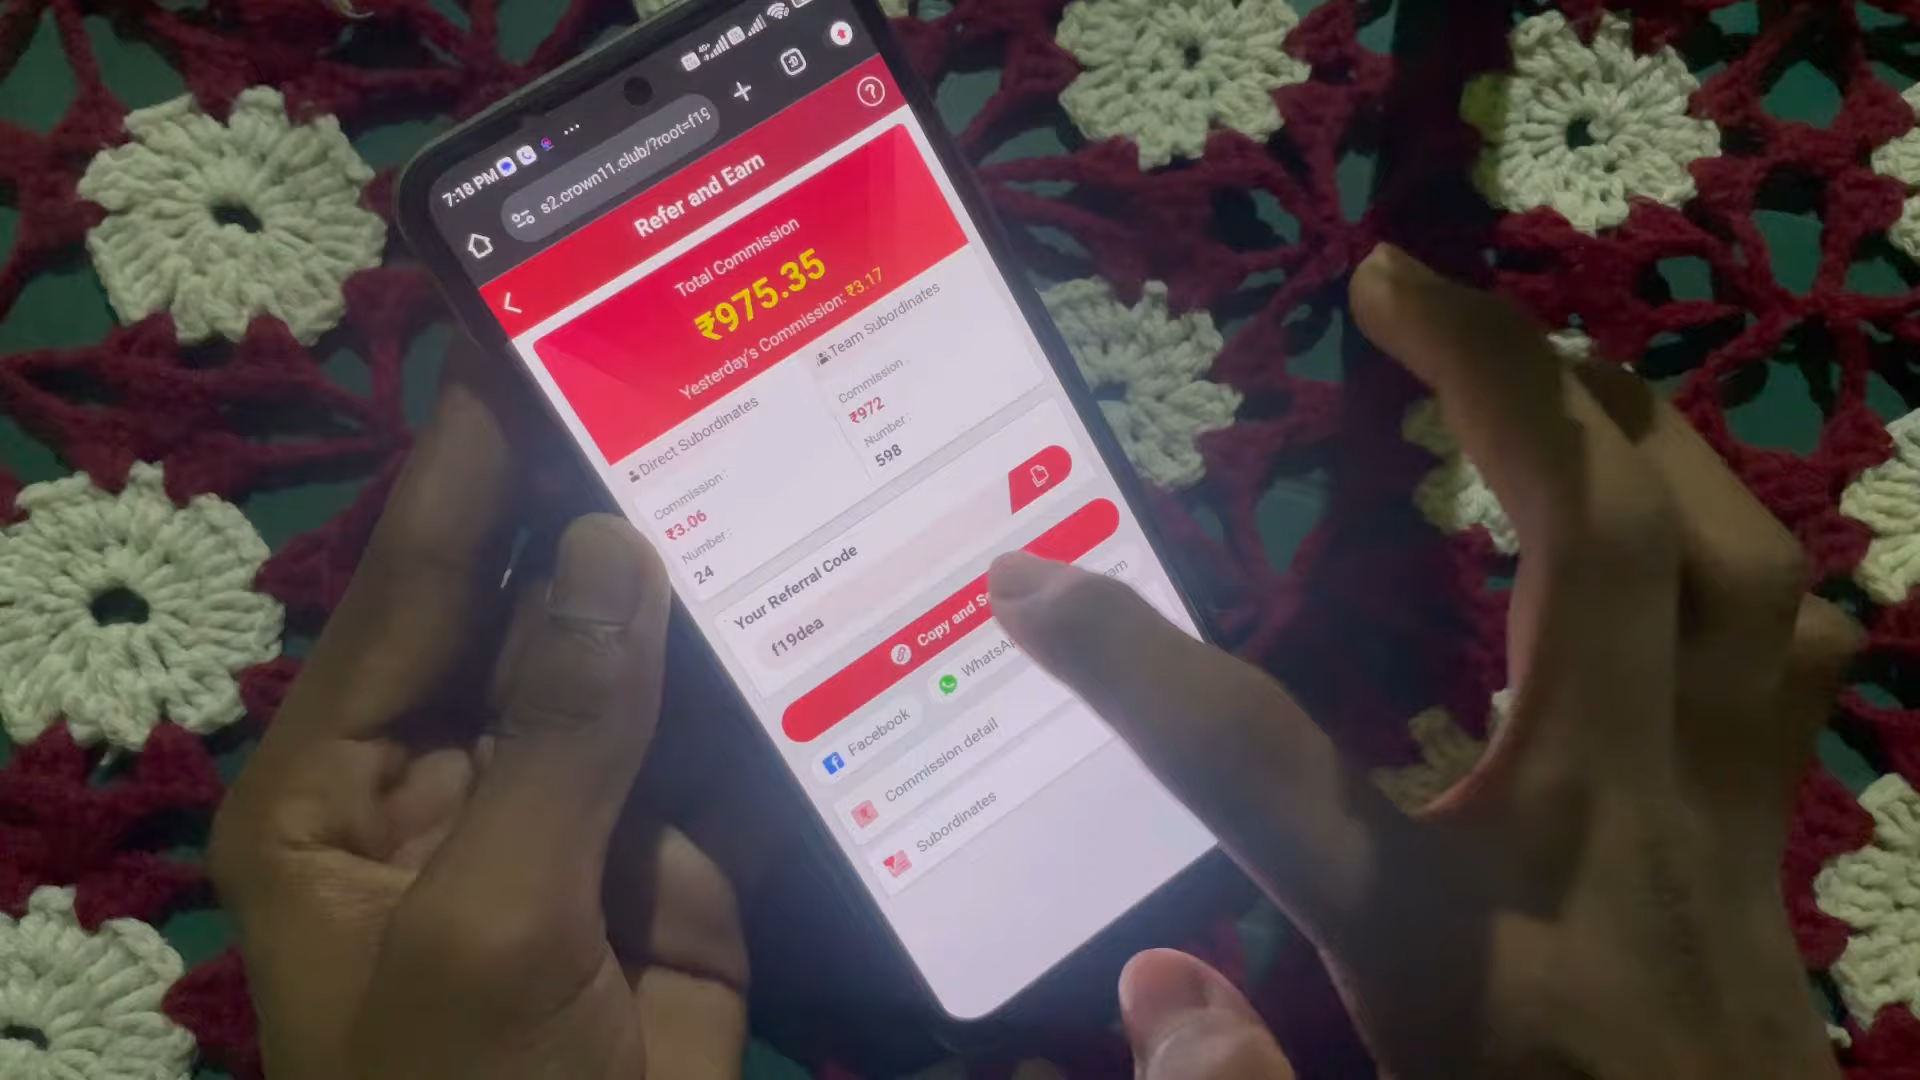 7:18 PM
s2.crown11.club/?root=f19
Refer and Earn
Total Commission
₹975.35
Yesterday's Commission: ₹3.17
Direct Subordinates
Commission :
₹3.06
Number :
24
Team Subordinates
Commission :
₹972
Number :
598
Your Referral Code
f19dea
Copy and S
Facebook
WhatsAp
am
Commission detail
Subordinates